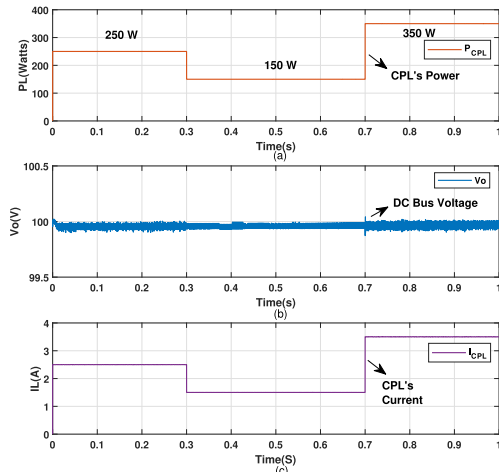 400
300
200
100
0
PL(Watts)
250 W
150 W
350 W
P_CPL
CPL's Power
0 0.1 0.2 0.3 0.4 0.5 0.6 0.7 0.8 0.9 1
Time(s)
(a)
100.5
100
99.5
Vo(V)
Vo
DC Bus Voltage
0 0.1 0.2 0.3 0.4 0.5 0.6 0.7 0.8 0.9 1
Time(s)
(b)
4
3
2
1
0
IL(A)
I_CPL
CPL's
Current
0 0.1 0.2 0.3 0.4 0.5 0.6 0.7 0.8 0.9 1
Time(S)
(c)